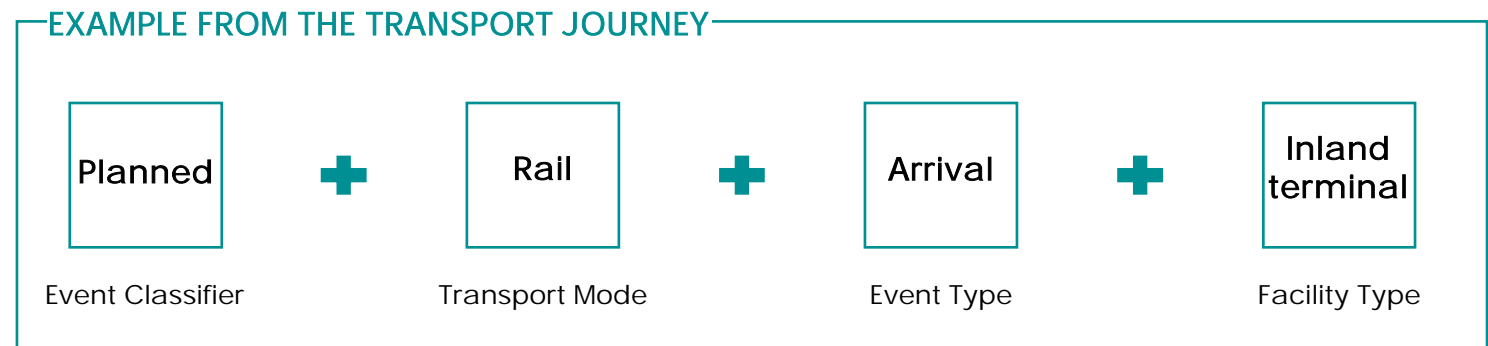 EXAMPLE FROM THE TRANSPORT JOURNEY
Planned
Rail
Arrival
Inland
terminal
Event Classifier
Transport Mode
Event Type
Facility Type